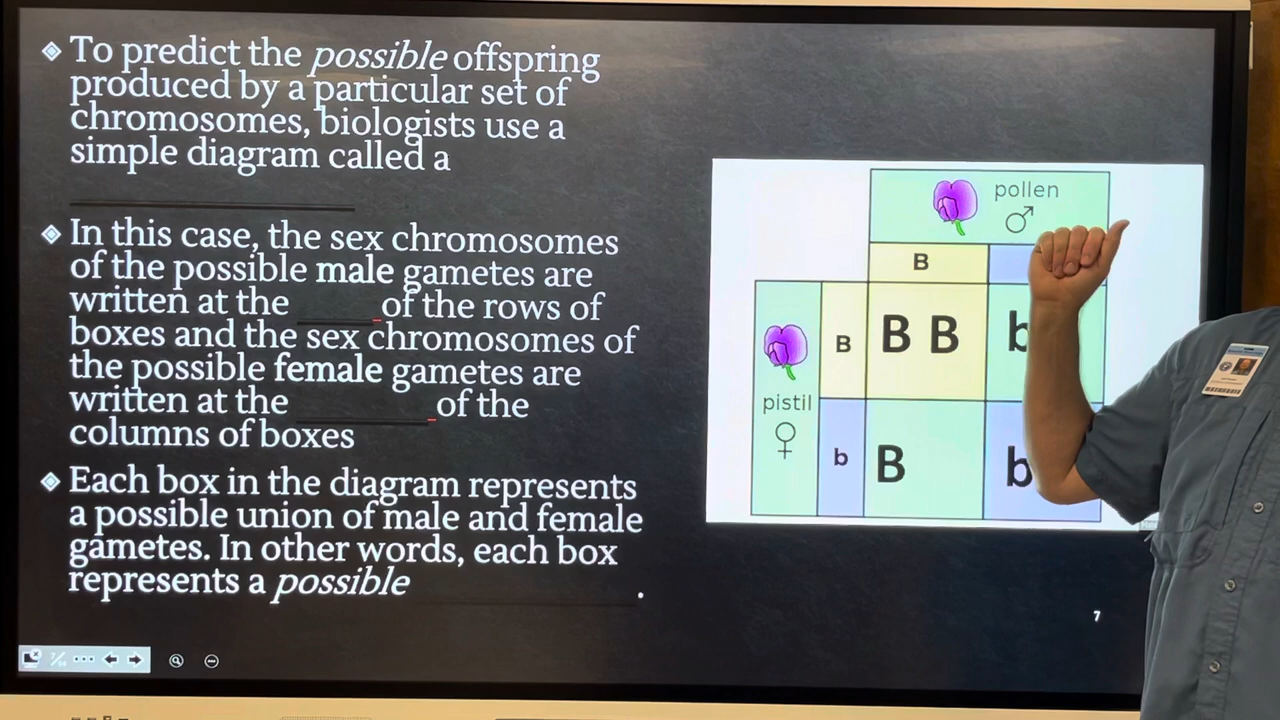 To predict the possible offspring
produced by a particular set of
chromosomes, biologists use a
simple diagram called a
In this case, the sex chromosomes
of the possible male gametes are
written at the of the rows of
boxes and the sex chromosomes of
the possible female gametes are
written at the of the
columns of boxes
Each box in the diagram represents
a possible union of male and female
gametes. In other words, each box
represents a possible .
pollen
♂
B
B
B B
b
pistil
♀
b
B
b
7